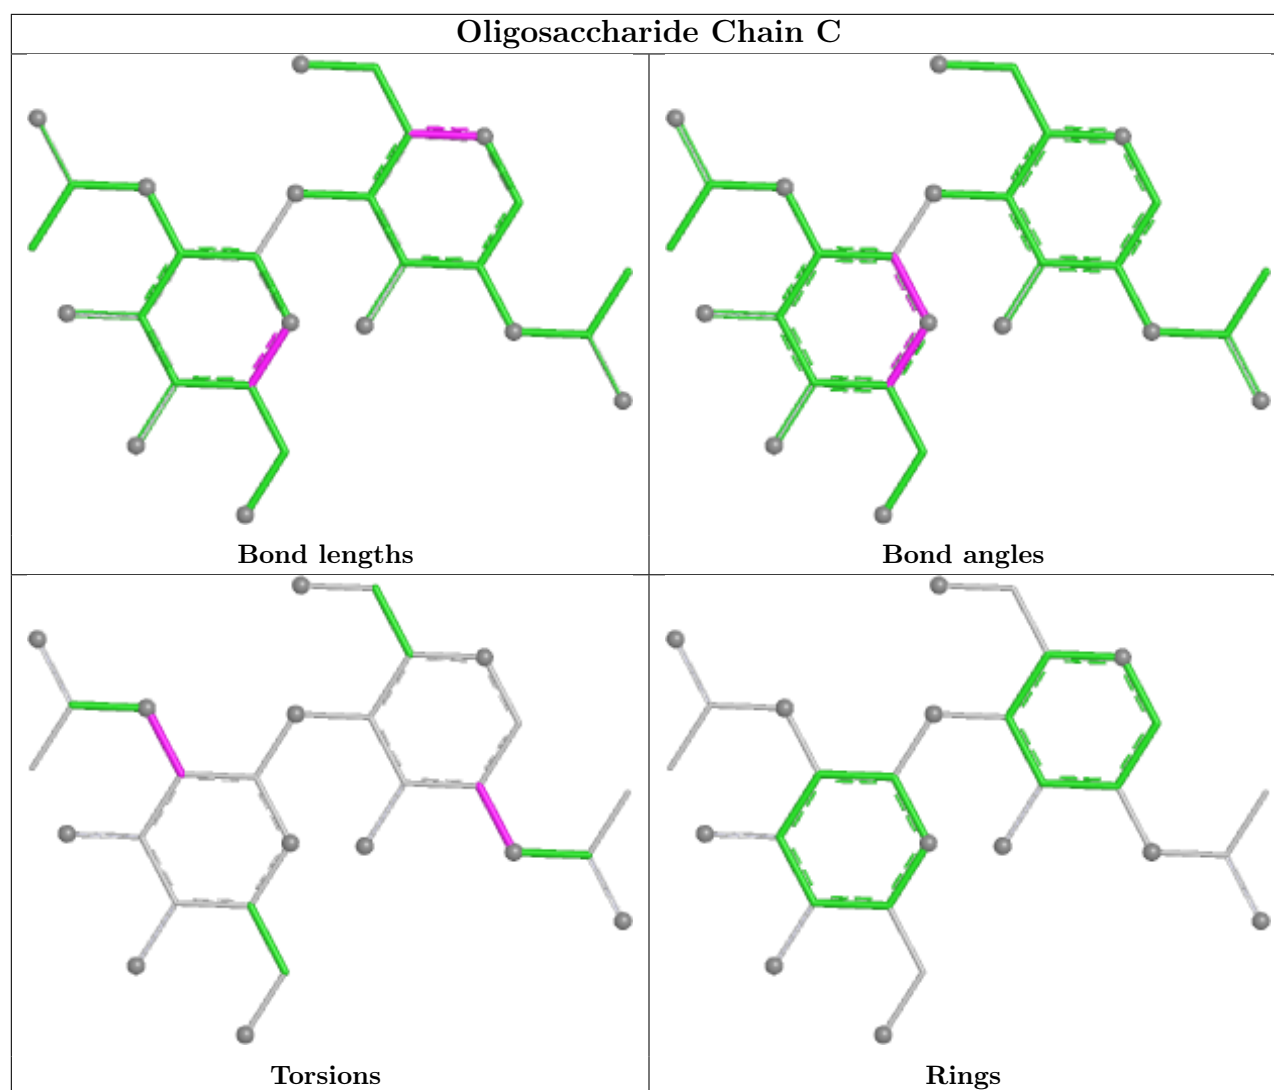 Oligosaccharide Chain C
Bond lengths
Bond angles
Torsions
Rings